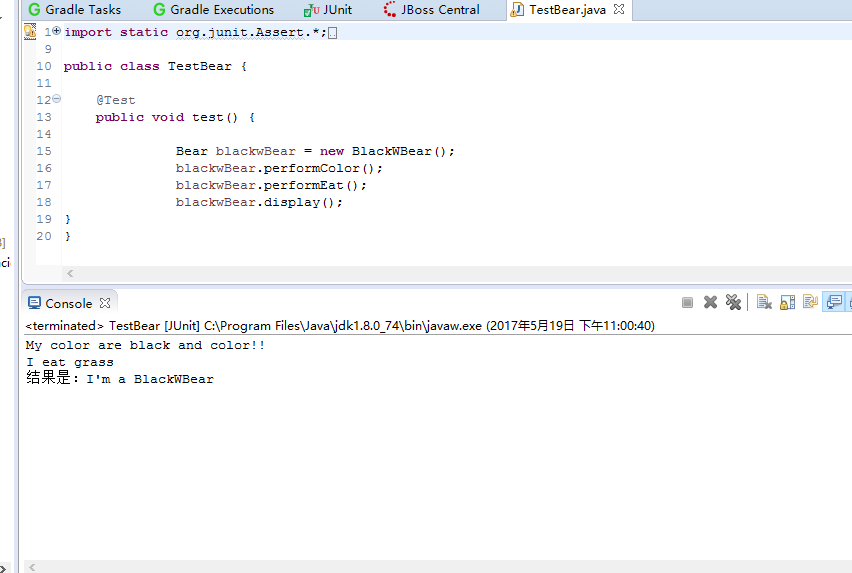 Gradle Tasks Gradle Executions JUnit JBoss Central TestBear.java
1 import static org.junit.Assert.*;
9
10 public class TestBear {
11
12 @Test
13 public void test() {
14
15 Bear blackwBear = new BlackWBear();
16 blackwBear.performColor();
17 blackwBear.performEat();
18 blackwBear.display();
19 }
20 }
Console
<terminated> TestBear [JUnit] C:\Program Files\Java\jdk1.8.0_74\bin\javaw.exe (2017年5月19日 下午11:00:40)
My color are black and color!!
I eat grass
结果是：I'm a BlackWBear